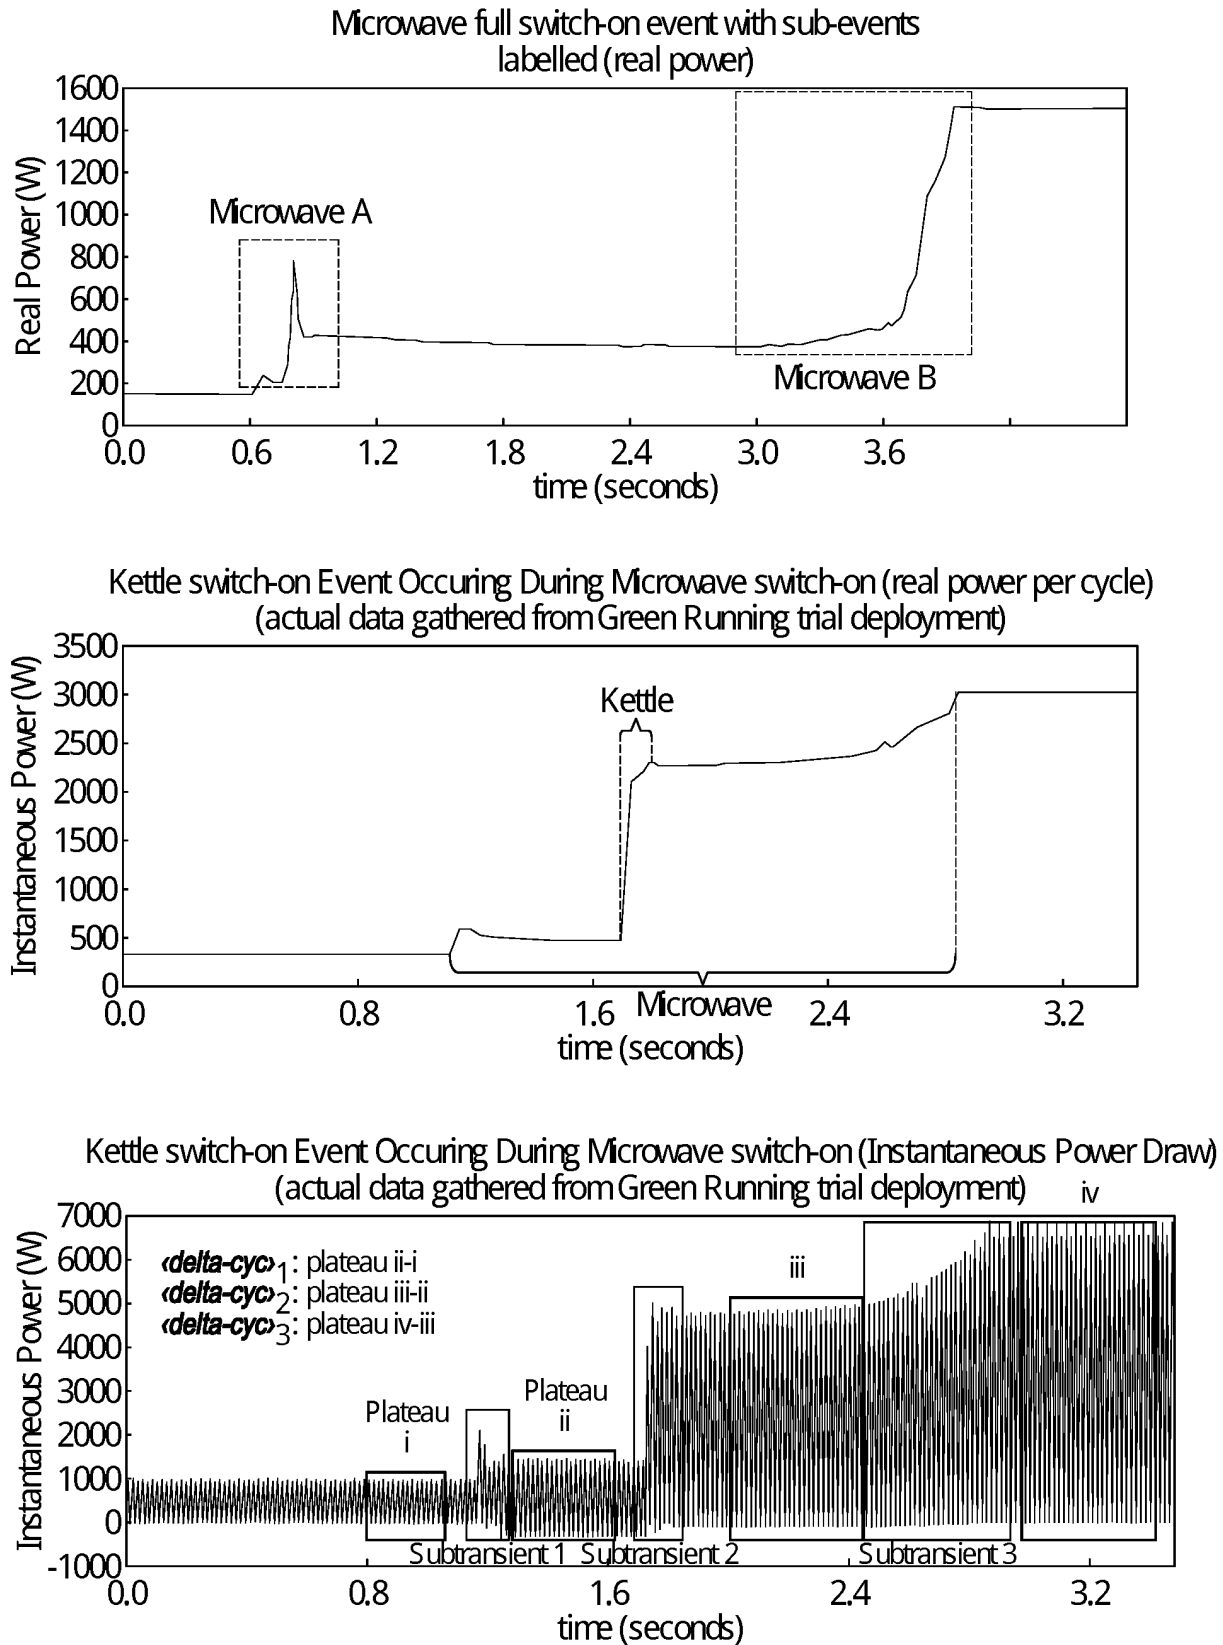 Microwave full switch-on event with sub-events
labelled (real power)
1600
1400
1200
1000
800
600
400
200
0
Real Power (W)
Microwave A
Microwave B
0.0 0.6 1.2 1.8 2.4 3.0 3.6
time (seconds)
Kettle switch-on Event Occuring During Microwave switch-on (real power per cycle)
(actual data gathered from Green Running trial deployment)
3500
3000
2500
2000
1500
1000
500
0
Instantaneous Power (W)
Kettle
Microwave
0.0 0.8 1.6 2.4 3.2
time (seconds)
Kettle switch-on Event Occuring During Microwave switch-on (Instantaneous Power Draw)
(actual data gathered from Green Running trial deployment)
iv
7000
6000
5000
4000
3000
2000
1000
0
-1000
Instantaneous Power (W)
‹delta-cyc›1: plateau ii-i
‹delta-cyc›2: plateau iii-ii
‹delta-cyc›3: plateau iv-iii
iii
Plateau
i
Plateau
ii
Subtransient 1 Subtransient 2 Subtransient 3
0.0 0.8 1.6 2.4 3.2
time (seconds)